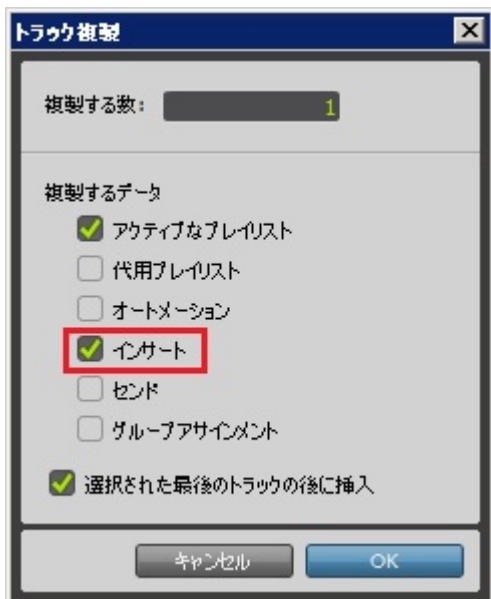 トラック複製
複製する数: 1
複製するデータ
アクティブなプレイリスト
代用プレイリスト
オートメーション
インサート
センド
グループアサインメント
選択された最後のトラックの後に挿入
キャンセル OK